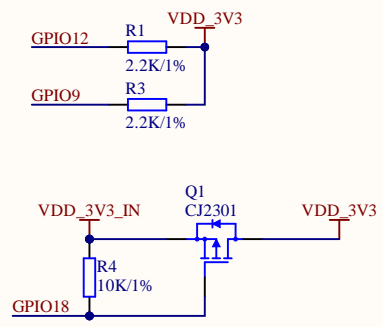 VDD_3V3
GPIO12
R1
2.2K/1%
GPIO9
R3
2.2K/1%
Q1
CJ2301
VDD_3V3_IN
VDD_3V3
R4
10K/1%
GPIO18